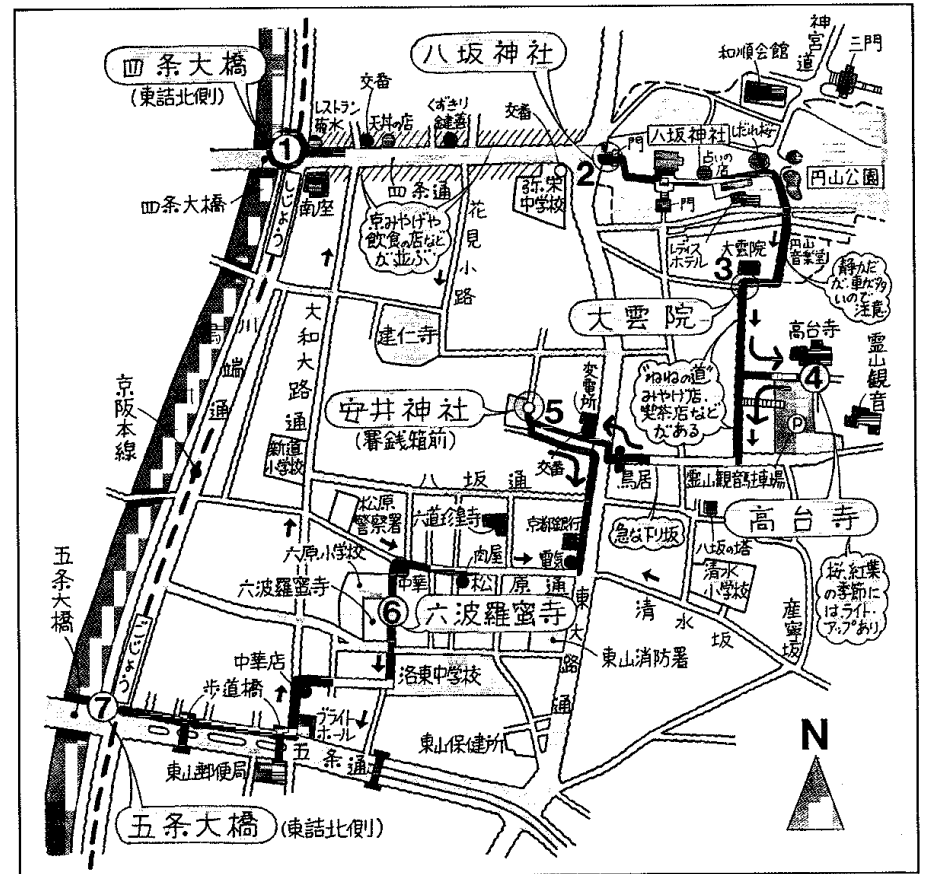 四条大橋
(東詰北側)
八坂神社
神宮道
三門
和順会館
交番
レストラン
菊水
天丼の店
くずきり
鍵善
交番
①
2
門
八坂神社
しだれ桜
占いの店
円山公園
四条大橋
しじょう
南座
四条通
弥栄
中学校
門
京みやげや
飲食の店など
が並ぶ
花見小路
レディス
ホテル
大雲院
円山
音楽堂
3
静かだ
が、車が多
いので
注意
大雲院
川端通
大和大路通
建仁寺
高台寺
④
霊山観音
"ねねの道"
みやげ店、
喫茶店など
がある
変電所
安井神社
(賽銭箱前)
5
京阪本線
新道
小学校
交番
鳥居
霊山観音駐車場
P
八坂通
高台寺
松原
警察署
六道珍皇寺
京都銀行
急な下り坂
八坂の塔
桜、紅葉
の季節に
はライト・
アップあり
六原小学校
肉屋
電気
中華
松原通
清水
小学校
六波羅蜜寺
⑥
六波羅蜜寺
清水坂
産寧坂
五条大橋
ごじょう
東大路通
東山消防署
中華店
洛東中学校
歩道橋
⑦
ブライト
ホール
五条通
東山保健所
東山郵便局
N
五条大橋(東詰北側)